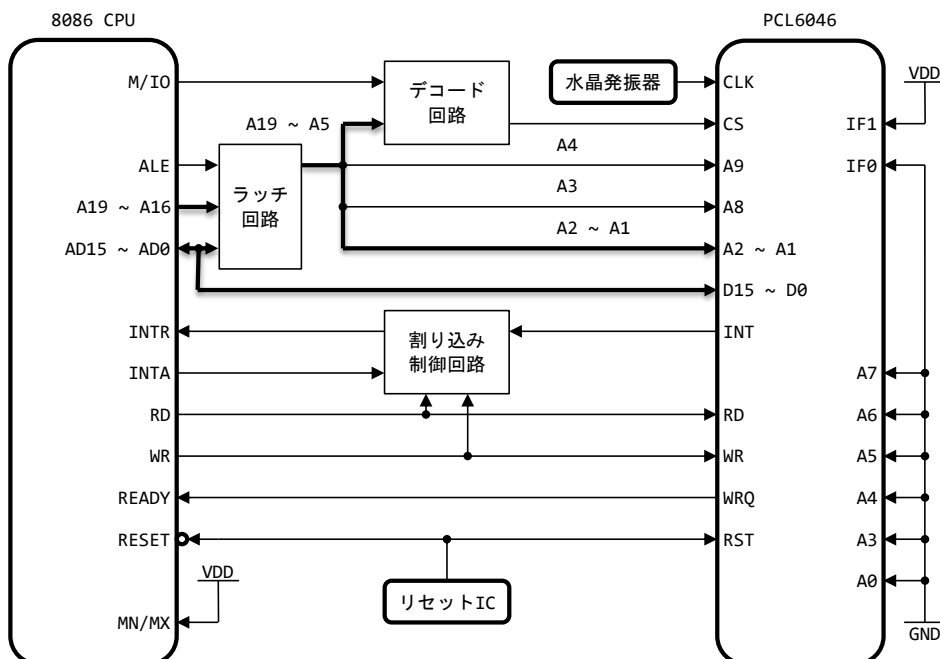 8086 CPU
PCL6046
M/IO
デコード
回路
水晶発振器
CLK
VDD
A19 ~ A5
CS
IF1
ALE
ラッチ
回路
A4
A9
IF0
A3
A19 ~ A16
A8
A2 ~ A1
AD15 ~ AD0
A2 ~ A1
D15 ~ D0
INTR
割り込み
制御回路
INT
INTA
A7
RD
RD
A6
WR
WR
A5
READY
WRQ
A4
RESET
RST
A3
VDD
リセットIC
A0
MN/MX
GND